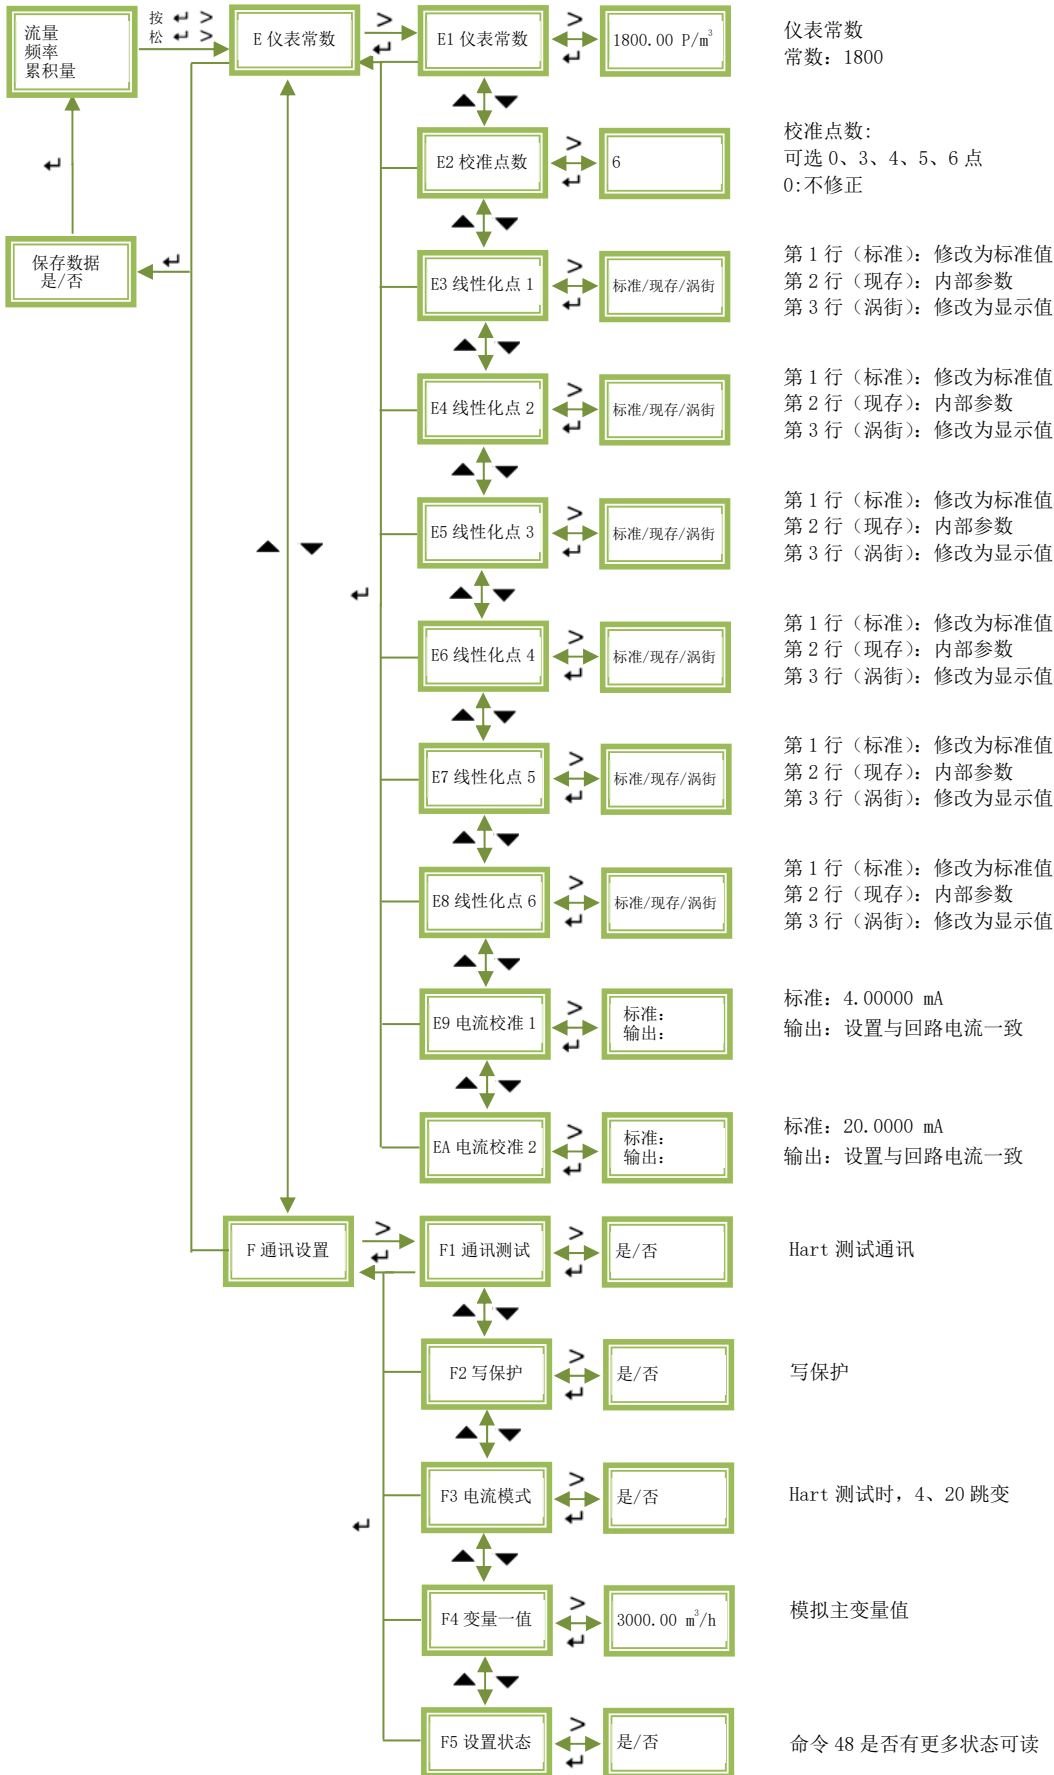 流量
频率
累积量
按 ↵ >
松 ↵ >
E 仪表常数
>
↵
E1 仪表常数
>
↵
1800.00 P/m³
仪表常数
常数：1800
E2 校准点数
>
↵
6
校准点数:
可选 0、3、4、5、6 点
0:不修正
↵
保存数据
是/否
↵
E3 线性化点 1
>
↵
标准/现存/涡街
第 1 行（标准）：修改为标准值
第 2 行（现存）：内部参数
第 3 行（涡街）：修改为显示值
E4 线性化点 2
>
↵
标准/现存/涡街
第 1 行（标准）：修改为标准值
第 2 行（现存）：内部参数
第 3 行（涡街）：修改为显示值
E5 线性化点 3
>
↵
标准/现存/涡街
第 1 行（标准）：修改为标准值
第 2 行（现存）：内部参数
第 3 行（涡街）：修改为显示值
↵
E6 线性化点 4
>
↵
标准/现存/涡街
第 1 行（标准）：修改为标准值
第 2 行（现存）：内部参数
第 3 行（涡街）：修改为显示值
E7 线性化点 5
>
↵
标准/现存/涡街
第 1 行（标准）：修改为标准值
第 2 行（现存）：内部参数
第 3 行（涡街）：修改为显示值
E8 线性化点 6
>
↵
标准/现存/涡街
第 1 行（标准）：修改为标准值
第 2 行（现存）：内部参数
第 3 行（涡街）：修改为显示值
E9 电流校准 1
>
↵
标准：
输出：
标准：4.00000 mA
输出：设置与回路电流一致
EA 电流校准 2
>
↵
标准：
输出：
标准：20.0000 mA
输出：设置与回路电流一致
F 通讯设置
>
↵
F1 通讯测试
>
↵
是/否
Hart 测试通讯
F2 写保护
>
↵
是/否
写保护
F3 电流模式
>
↵
是/否
Hart 测试时，4、20 跳变
↵
F4 变量一值
>
↵
3000.00 m³/h
模拟主变量值
F5 设置状态
>
↵
是/否
命令 48 是否有更多状态可读